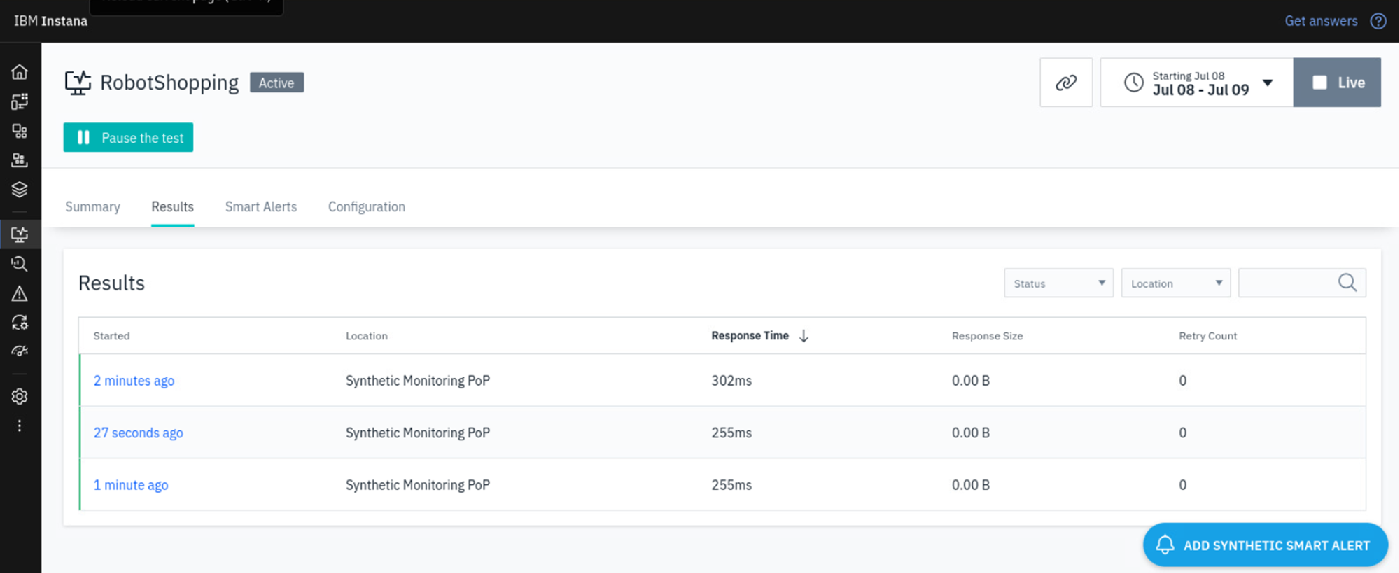 IBM Instana
Get answers
RobotShopping
Active
Starting Jul 08
Jul 08 - Jul 09
Live
Pause the test
Summary Results Smart Alerts Configuration
Results
Status
Location
Started Location Response Time Response Size Retry Count
2 minutes ago Synthetic Monitoring PoP 302ms 0.00 B 0
27 seconds ago Synthetic Monitoring PoP 255ms 0.00 B 0
1 minute ago Synthetic Monitoring PoP 255ms 0.00 B 0
ADD SYNTHETIC SMART ALERT